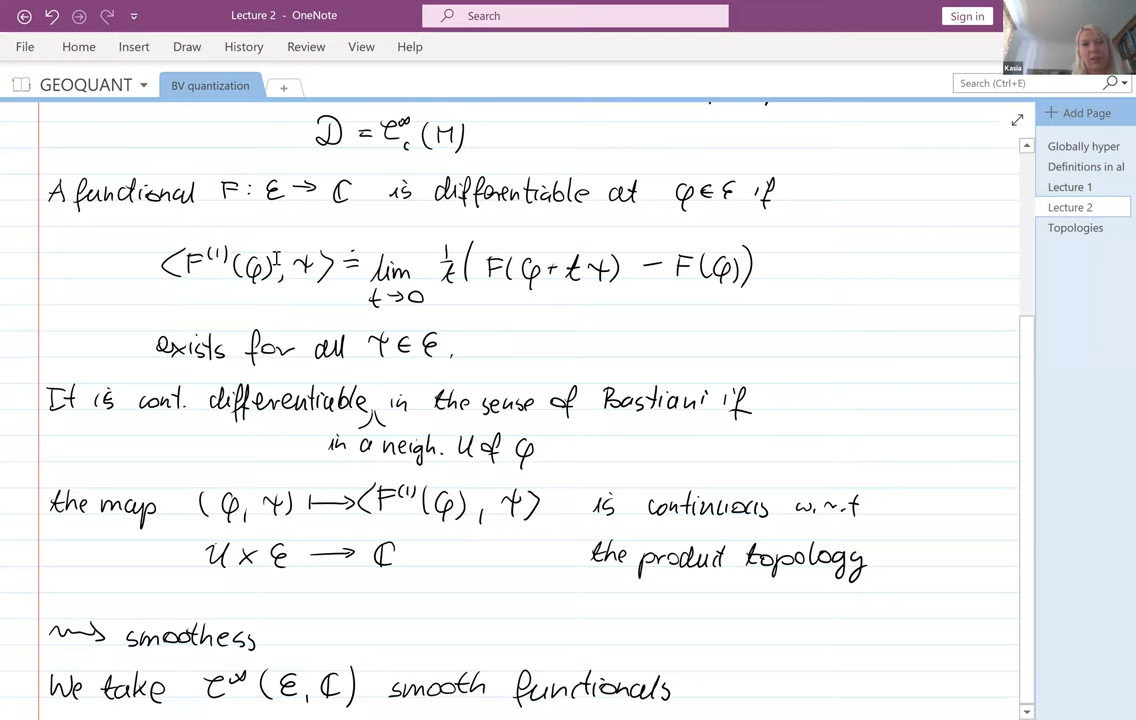 Lecture 2 - OneNote
Search
Sign in
File Home Insert Draw History Review View Help
Kasia
GEOQUANT
BV quantization
Search (Ctrl+E)
Add Page
Globally hyper
Definitions in al
Lecture 1
Lecture 2
Topologies
𝔇 = 𝓔^∞_c (M)
A functional F : ℰ → ℂ is differentiable at φ ∈ ℰ if
⟨F^(1)(φ), ψ⟩ ≐ lim_{t→0} 1/t ( F(φ + tψ) − F(φ))
exists for all ψ ∈ ℰ.
It is cont. differentiable, in the sense of Bastiani if
in a neigh. U of φ
the map (φ, ψ) ↦ ⟨F^(1)(φ), ψ⟩ is continuous w.r.t
U × ℰ → ℂ the product topology
⇝ smoothess
We take 𝒞^∞ (ℰ, ℂ) smooth functionals